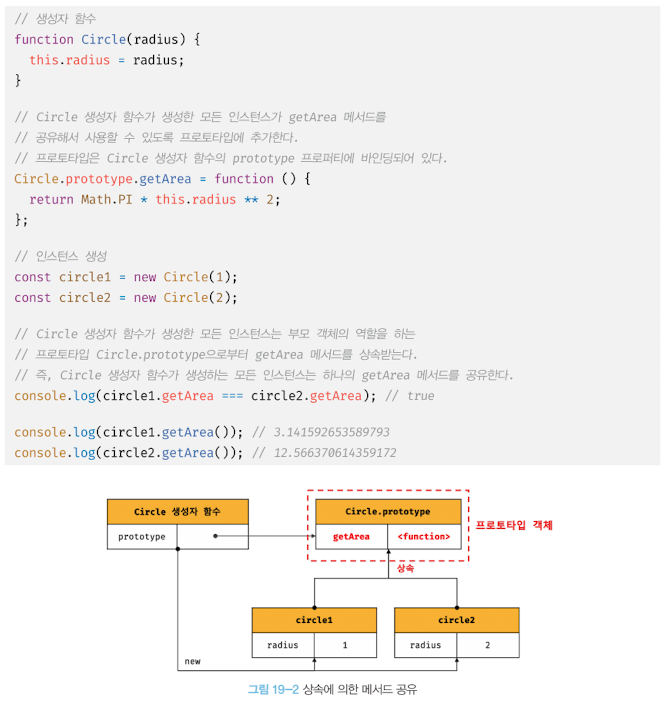 // 생성자 함수
function Circle(radius) {
  this.radius = radius;
}
// Circle 생성자 함수가 생성한 모든 인스턴스가 getArea 메서드를
// 공유해서 사용할 수 있도록 프로토타입에 추가한다.
// 프로토타입은 Circle 생성자 함수의 prototype 프로퍼티에 바인딩되어 있다.
Circle.prototype.getArea = function () {
  return Math.PI * this.radius ** 2;
};
// 인스턴스 생성
const circle1 = new Circle(1);
const circle2 = new Circle(2);
// Circle 생성자 함수가 생성한 모든 인스턴스는 부모 객체의 역할을 하는
// 프로토타입 Circle.prototype으로부터 getArea 메서드를 상속받는다.
// 즉, Circle 생성자 함수가 생성하는 모든 인스턴스는 하나의 getArea 메서드를 공유한다.
console.log(circle1.getArea === circle2.getArea); // true
console.log(circle1.getArea()); // 3.141592653589793
console.log(circle2.getArea()); // 12.566370614359172
Circle 생성자 함수
prototype
Circle.prototype
getArea <function>
프로토타입 객체
상속
circle1
radius 1
circle2
radius 2
new
그림 19-2 상속에 의한 메서드 공유